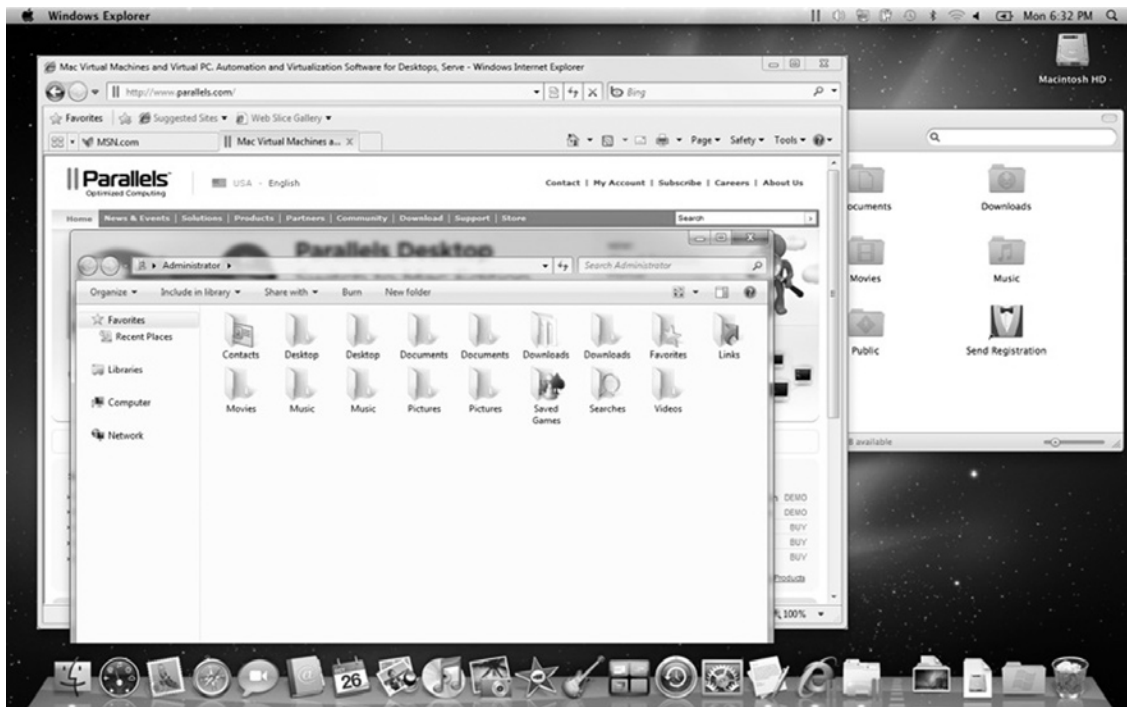 Windows Explorer
Mon 6:32 PM
Macintosh HD
Mac Virtual Machines and Virtual PC. Automation and Virtualization Software for Desktops, Serve - Windows Internet Explorer
http://www.parallels.com/
Bing
Favorites
Suggested Sites
Web Slice Gallery
MSN.com
Mac Virtual Machines a...
Page
Safety
Tools
|| Parallels
Optimized Computing
USA - English
Contact | My Account | Subscribe | Careers | About Us
Home
News & Events | Solutions | Products | Partners | Community | Download | Support | Store
Search
Parallels Desktop
Administrator
Search Administrator
Organize
Include in library
Share with
Burn
New folder
Favorites
Recent Places
Libraries
Computer
Network
Contacts
Desktop
Desktop
Documents
Documents
Downloads
Downloads
Favorites
Links
Movies
Music
Music
Pictures
Pictures
Saved
Games
Searches
Videos
ocuments
Downloads
Movies
Music
Public
Send Registration
available
DEMO
DEMO
BUY
BUY
BUY
Products
100%
26